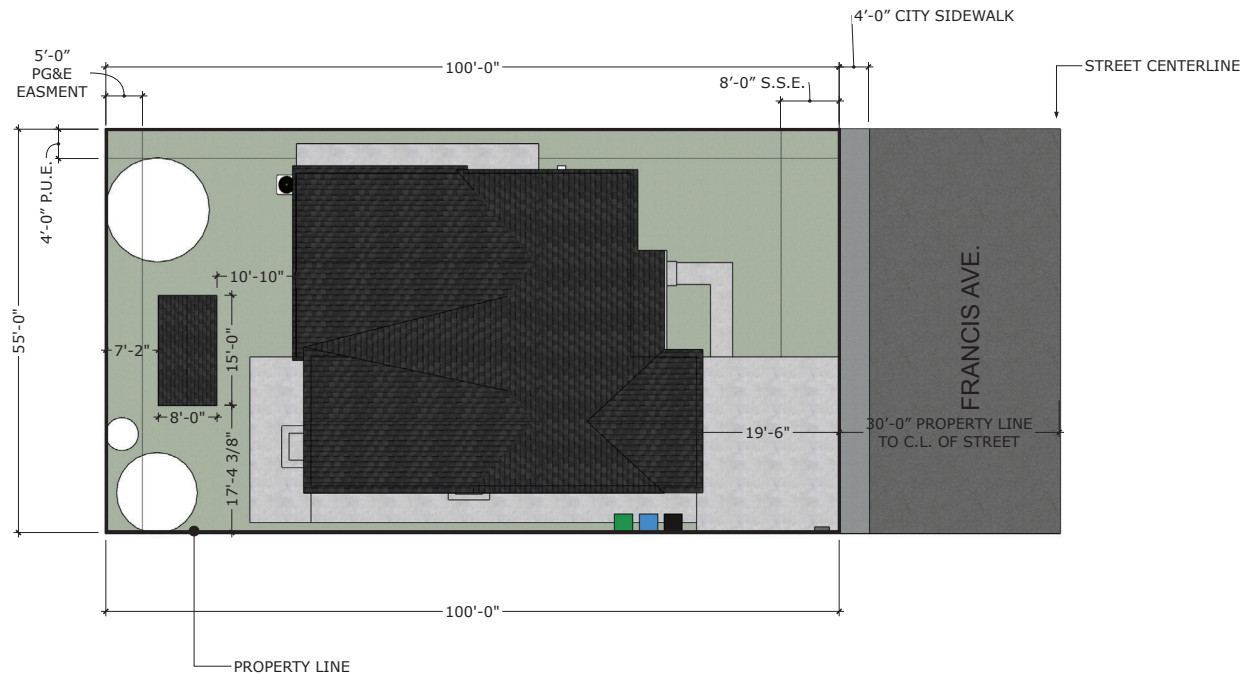 4’-0” CITY SIDEWALK
5’-0”
PG&E
EASMENT
100'-0"
STREET CENTERLINE
8’-0” S.S.E.
4’-0” P.U.E.
55'-0"
10'-10"
7'-2"
15'-0"
8'-0"
17'-4 3/8"
19'-6"
FRANCIS AVE.
30’-0” PROPERTY LINE
TO C.L. OF STREET
100'-0"
PROPERTY LINE